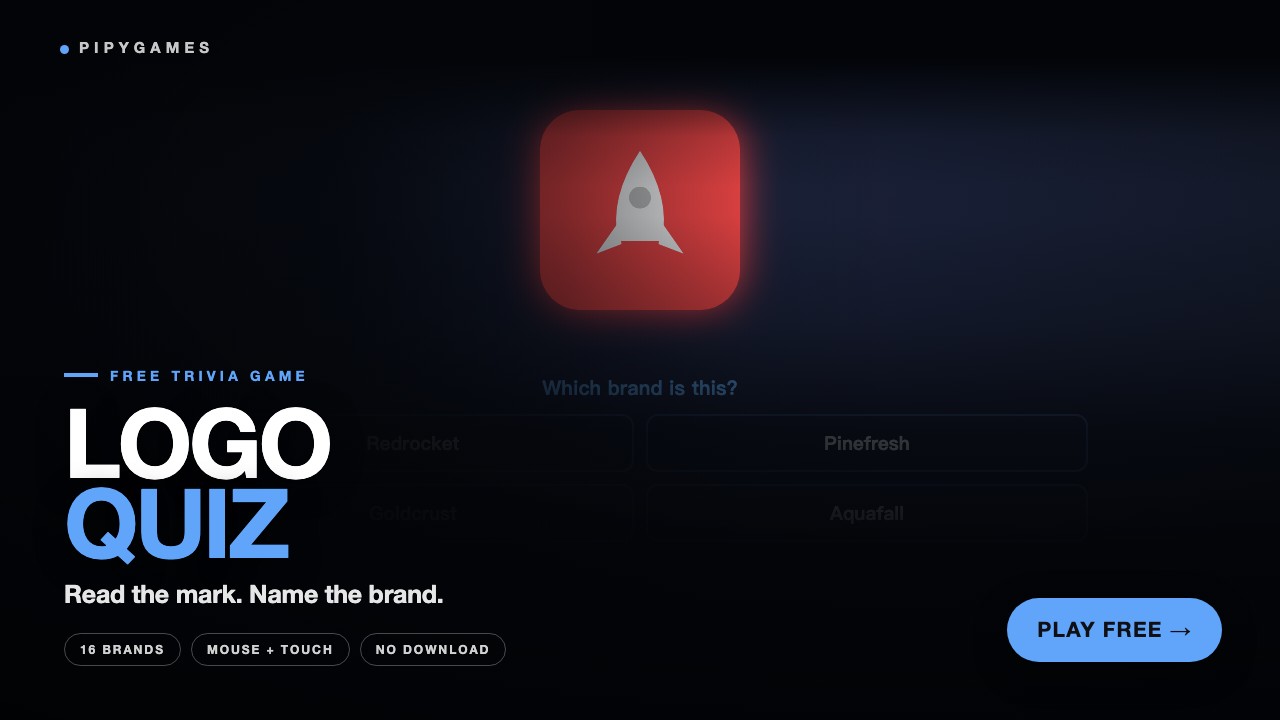 PIPYGAMES
Which brand is this?
Redrocket
Pinefresh
Goldcrust
Aquafall
FREE TRIVIA GAME
LOGO
QUIZ
Read the mark. Name the brand.
16 BRANDS
MOUSE + TOUCH
NO DOWNLOAD
PLAY FREE →